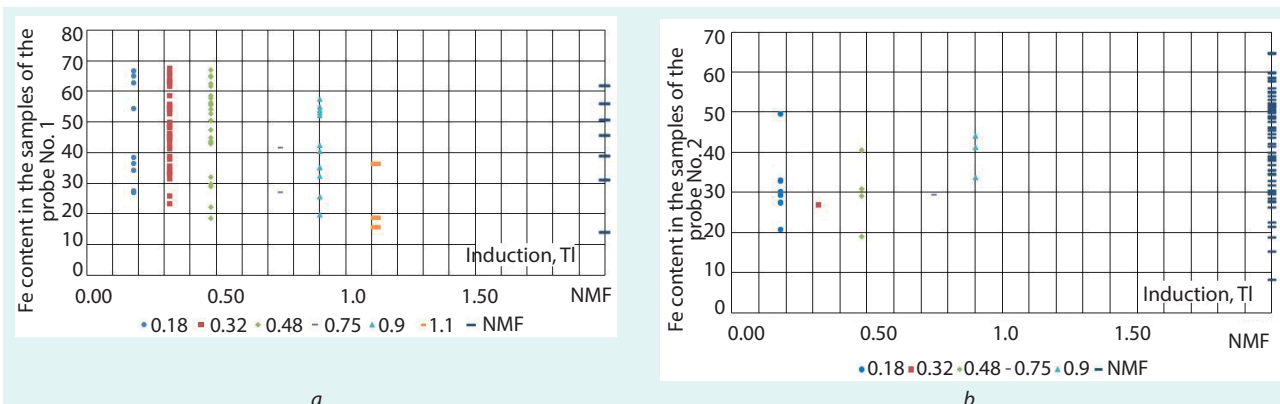 Fe content in the samples of the
probe No. 1
80
70
60
50
40
30
20
10
0
Induction, Tl
0.00 0.50 1.0 1.50 NMF
0.18 0.32 0.48 0.75 0.9 1.1 NMF
a
Fe content in the samples of the
probe No. 2
70
60
50
40
30
20
10
0
Induction, Tl
0.00 0.50 1.0 1.50 NMF
0.18 0.32 0.48 0.75 0.9 NMF
b